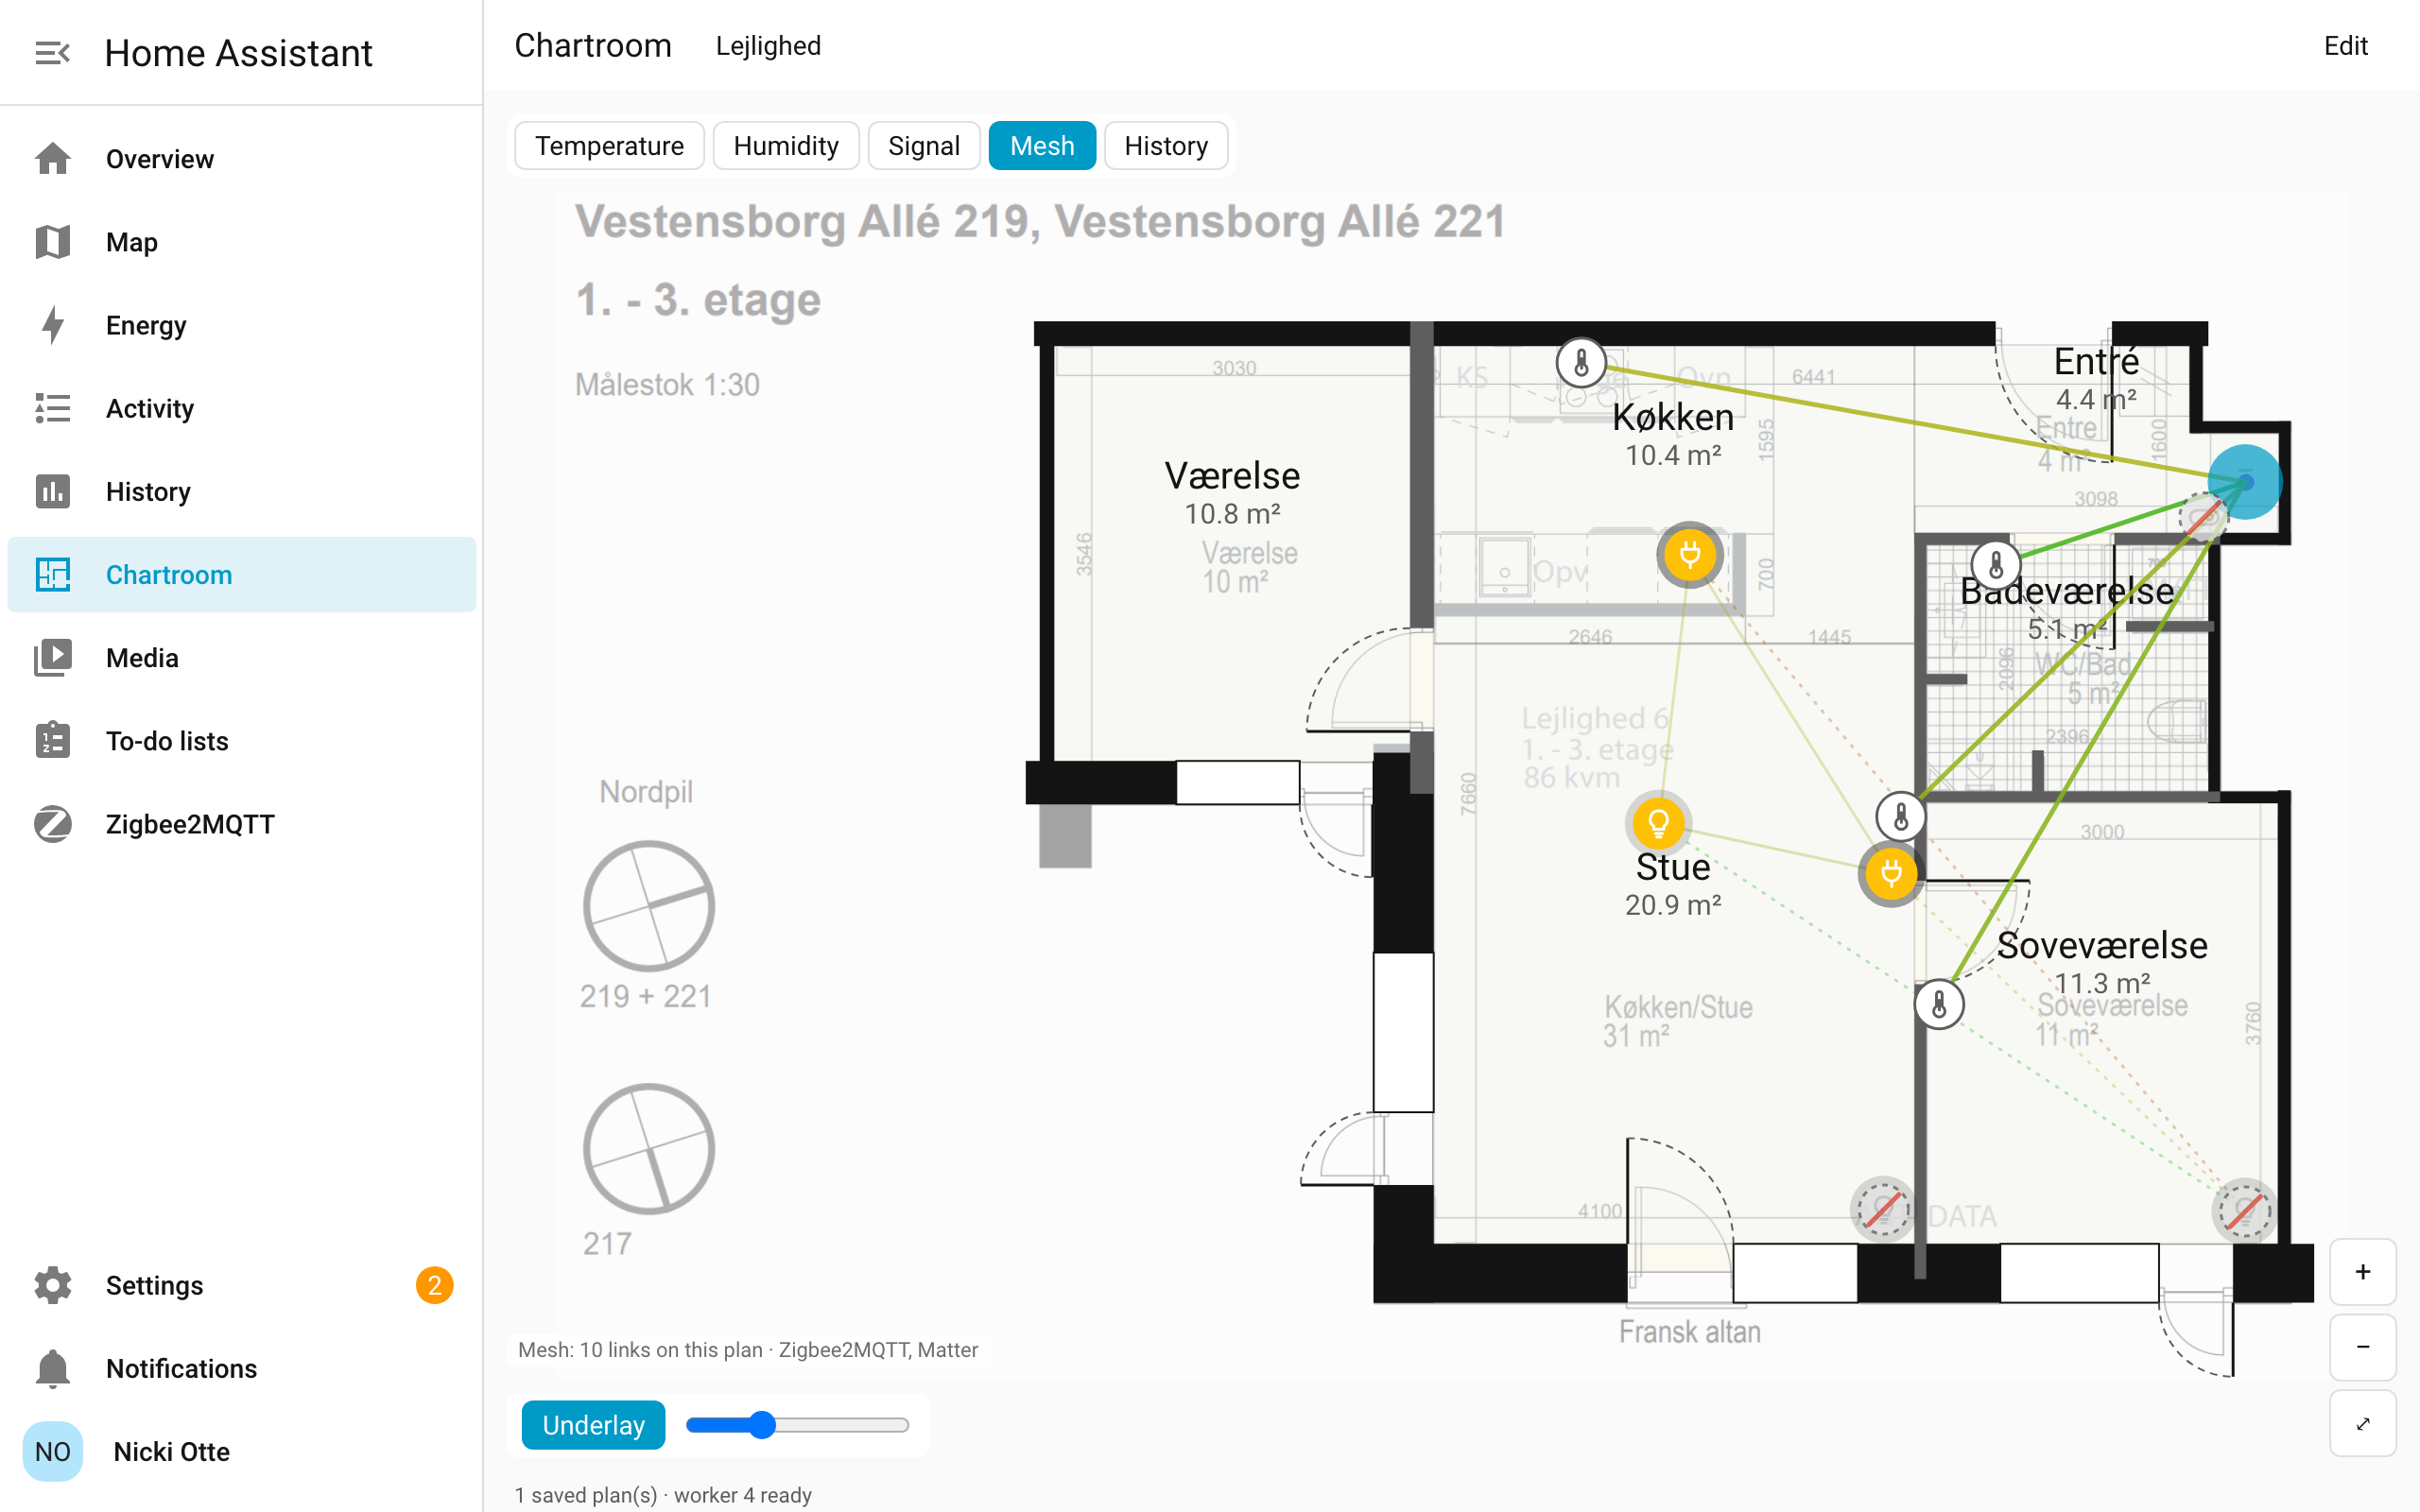 Home Assistant
Overview
Map
Energy
Activity
History
Chartroom
Media
To-do lists
Zigbee2MQTT
Settings
2
Notifications
NO
Nicki Otte
Chartroom
Lejlighed
Edit
Temperature
Humidity
Signal
Mesh
History
Vestensborg Allé 219, Vestensborg Allé 221
1. - 3. etage
Målestok 1:30
3030
KS
Ovn
6441
Entré
4.4 m²
Entre
4 m²
1600
3098
Køkken
10.4 m²
1595
Værelse
10.8 m²
3546
Værelse
10 m²
Opv
700
2646
1445
Badeværelse
5.1 m²
WC/Bad
5 m²
2096
2396
Lejlighed 6
1. - 3. etage
86 kvm
7660
Nordpil
219 + 221
217
Stue
20.9 m²
3000
Soveværelse
11.3 m²
Soveværelse
11 m²
3760
Køkken/Stue
31 m²
4100
DATA
Fransk altan
Mesh: 10 links on this plan · Zigbee2MQTT, Matter
Underlay
1 saved plan(s) · worker 4 ready
+
−